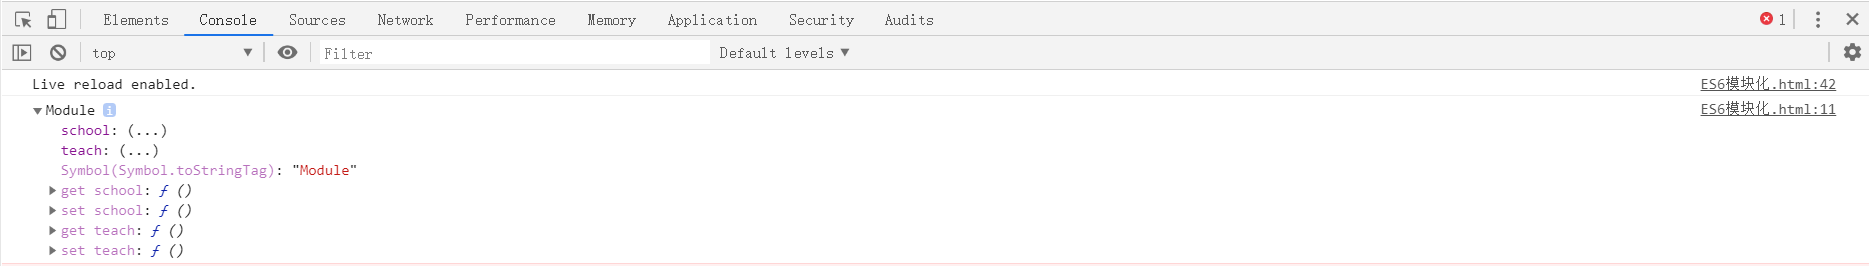 Elements Console Sources Network Performance Memory Application Security Audits 1
top Filter Default levels
Live reload enabled. ES6模块化.html:42
Module i ES6模块化.html:11
school: (...)
teach: (...)
Symbol(Symbol.toStringTag): "Module"
get school: ƒ ()
set school: ƒ ()
get teach: ƒ ()
set teach: ƒ ()